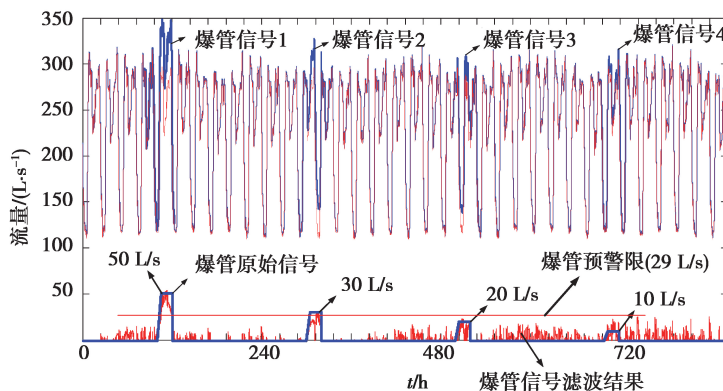 350
300
250
200
150
100
50
流量/(L·s⁻¹)
爆管信号1
爆管信号2
爆管信号3
爆管信号4
50 L/s
爆管原始信号
30 L/s
爆管预警限(29 L/s)
20 L/s
10 L/s
0
240
480
720
t/h
爆管信号滤波结果